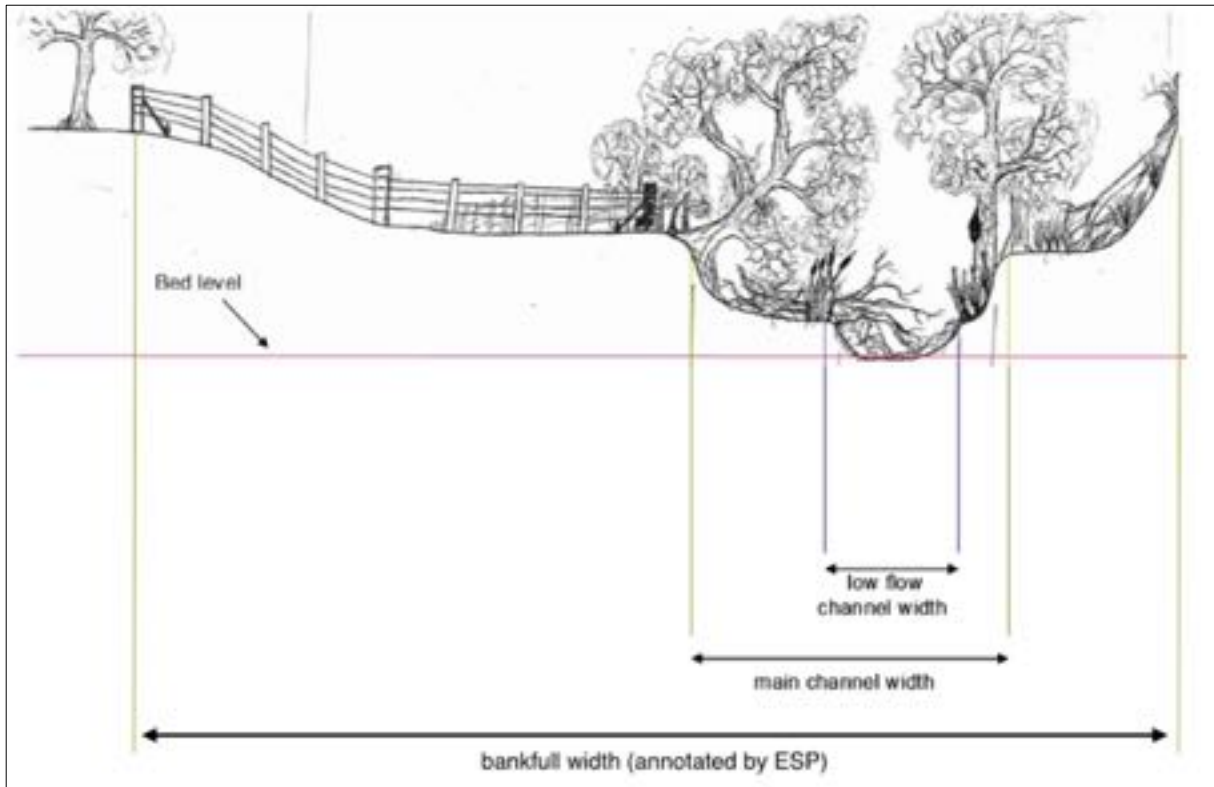 Bed level
low flow
channel width
main channel width
bankfull width (annotated by ESP)